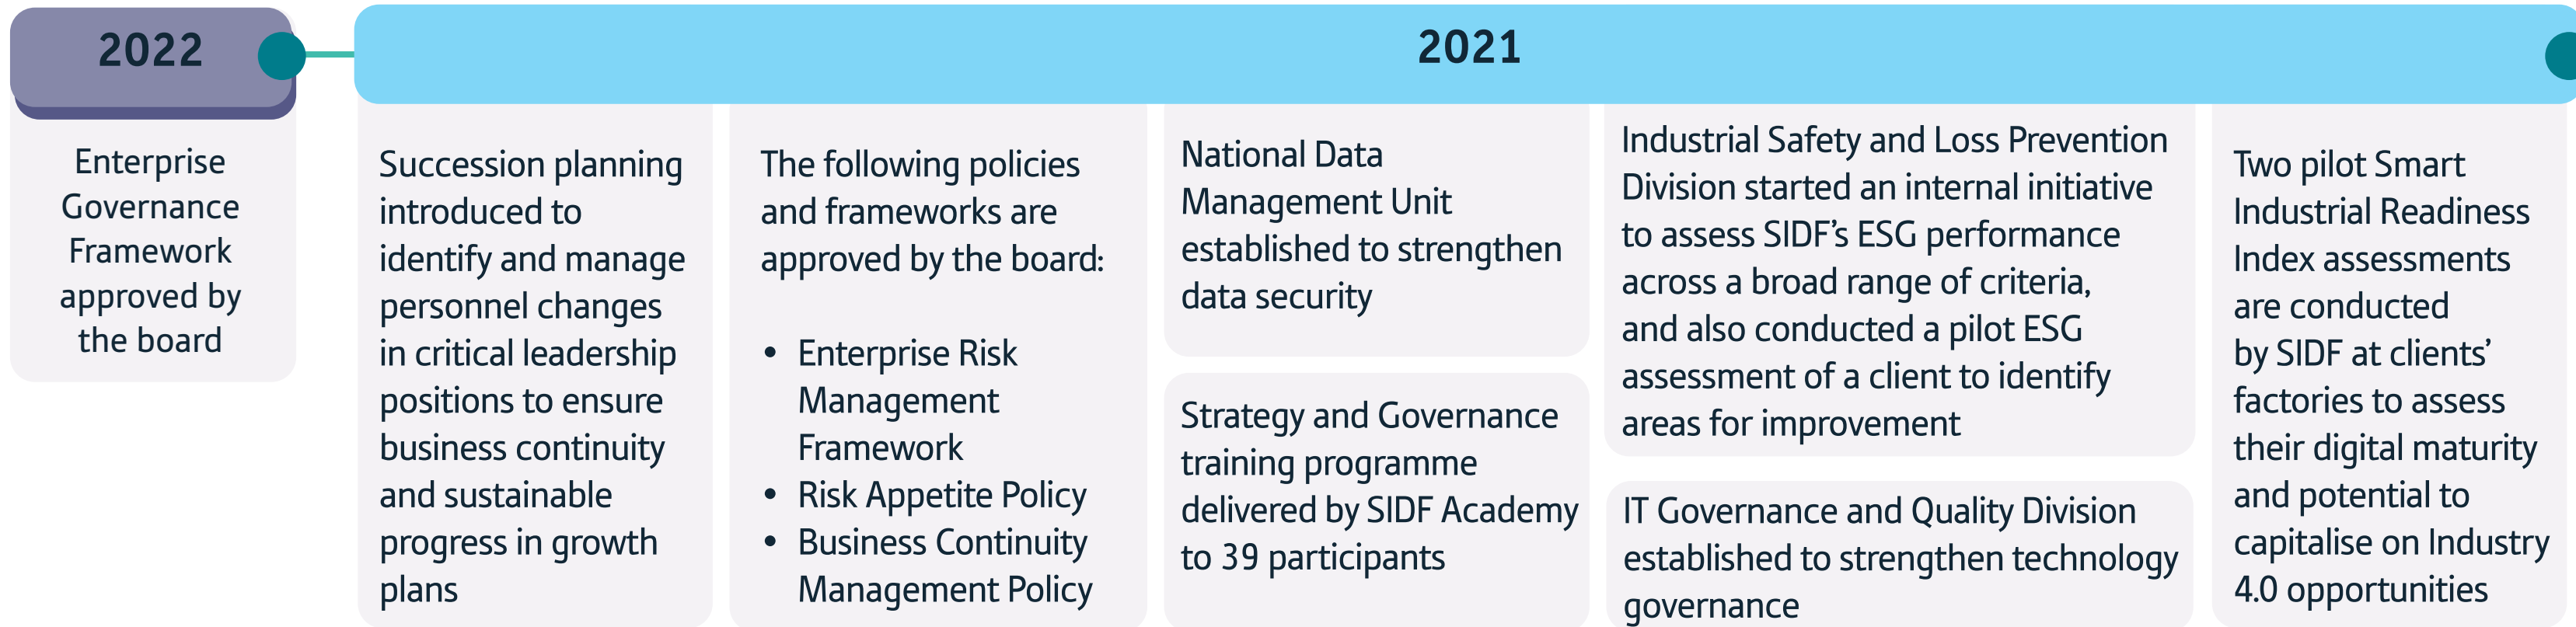 2022
Enterprise
Governance
Framework
approved by
the board
2021
Succession planning
introduced to
identify and manage
personnel changes
in critical leadership
positions to ensure
business continuity
and sustainable
progress in growth
plans
The following policies
and frameworks are
approved by the board:
• Enterprise Risk
Management
Framework
• Risk Appetite Policy
• Business Continuity
Management Policy
National Data
Management Unit
established to strengthen
data security
Strategy and Governance
training programme
delivered by SIDF Academy
to 39 participants
Industrial Safety and Loss Prevention
Division started an internal initiative
to assess SIDF’s ESG performance
across a broad range of criteria,
and also conducted a pilot ESG
assessment of a client to identify
areas for improvement
IT Governance and Quality Division
established to strengthen technology
governance
Two pilot Smart
Industrial Readiness
Index assessments
are conducted
by SIDF at clients’
factories to assess
their digital maturity
and potential to
capitalise on Industry
4.0 opportunities